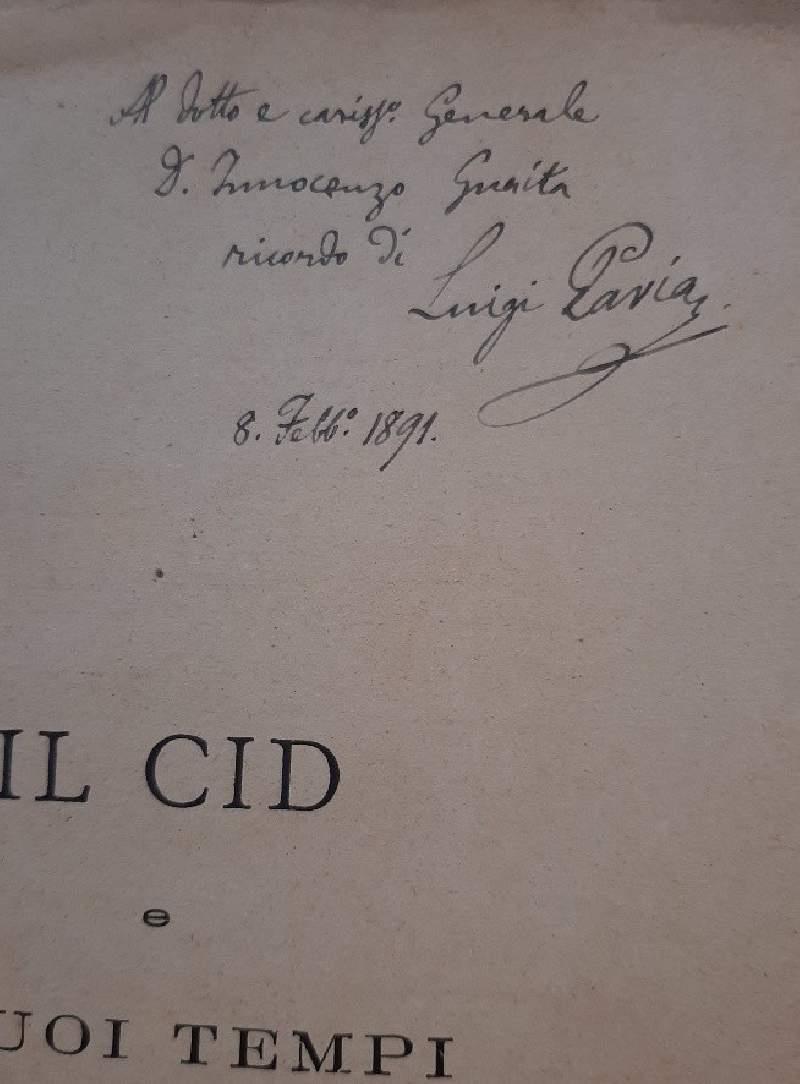 Al dotto e cariss.º Generale
D. Innocenzo Guaita
ricordo di
Luigi Pavia.
8. Febb.º 1891.
IL CID
e
UOI TEMPI